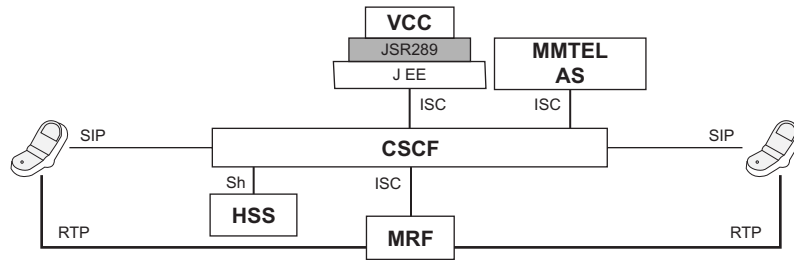 VCC
JSR289
J EE
MMTEL
AS
ISC
ISC
SIP
CSCF
SIP
Sh
ISC
HSS
RTP
MRF
RTP